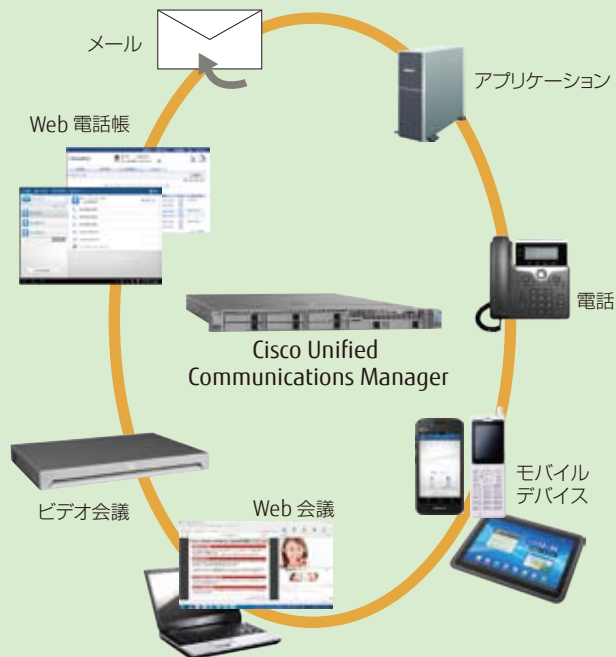 メール
アプリケーション
Web 電話帳
電話
Cisco Unified
Communications Manager
モバイル
デバイス
ビデオ会議
Web 会議